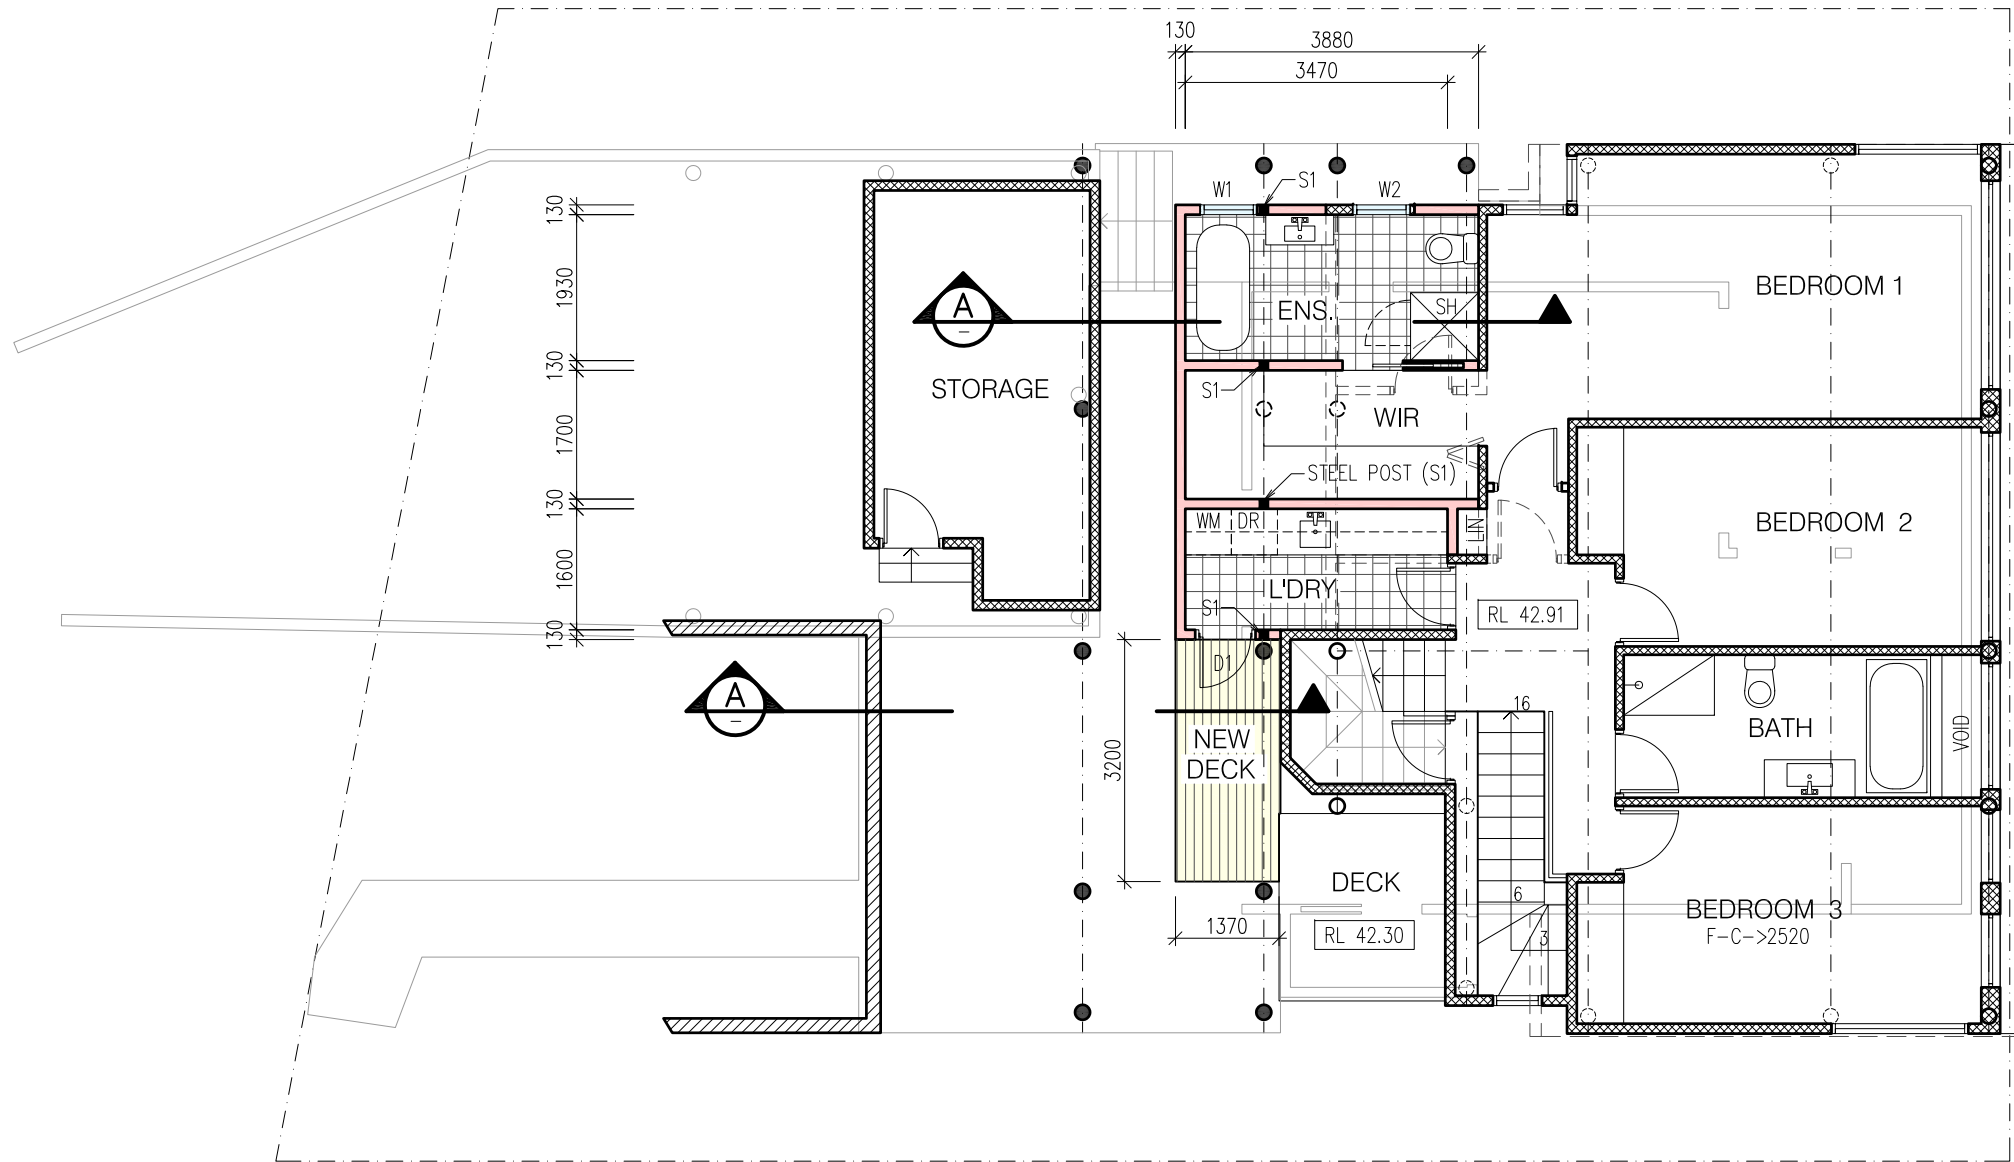 130
3880
3470
W1
S1
W2
130
1930
130
1700
130
1600
130
BEDROOM 1
A
–
ENS.
SH
STORAGE
S1
WIR
STEEL POST (S1)
WM
DR
LIN
BEDROOM 2
L'DRY
S1
RL 42.91
D1
A
–
16
NEW
DECK
3200
BATH
VOID
DECK
6
BEDROOM 3
F-C->2520
1370
RL 42.30
3